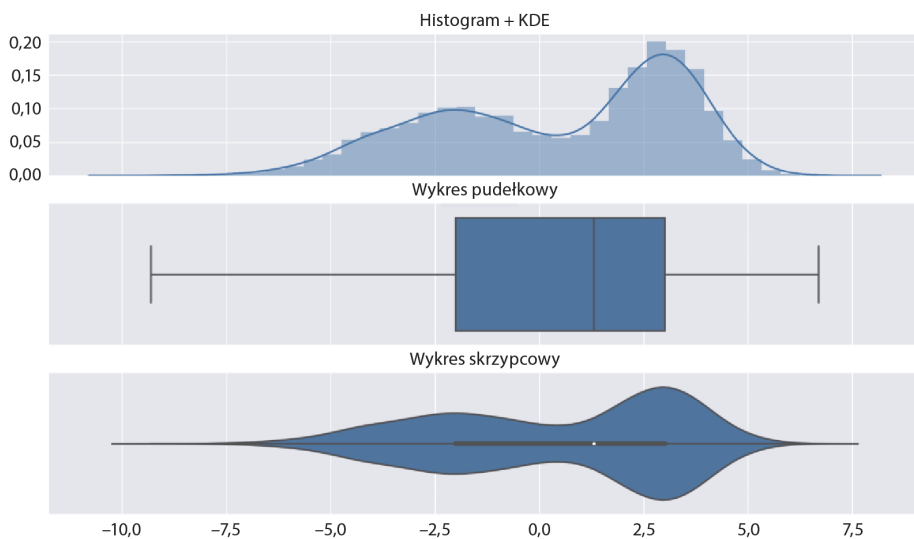 Histogram + KDE
0,20
0,15
0,10
0,05
0,00
Wykres pudełkowy
Wykres skrzypcowy
–10,0 –7,5 –5,0 –2,5 0,0 2,5 5,0 7,5